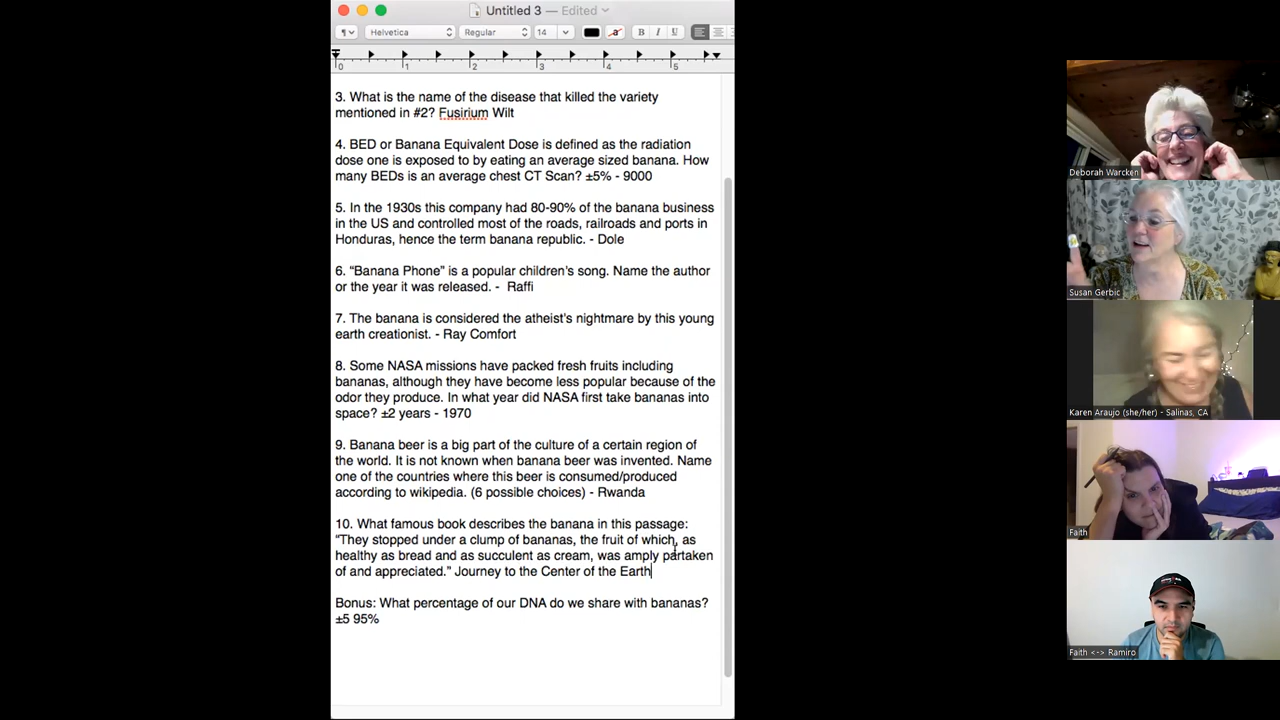 Untitled 3 — Edited
Helvetica
Regular
14
a
B
I
U
0
1
2
3
4
5
3. What is the name of the disease that killed the variety
mentioned in #2? Fusirium Wilt
4. BED or Banana Equivalent Dose is defined as the radiation
dose one is exposed to by eating an average sized banana. How
many BEDs is an average chest CT Scan? ±5% - 9000
5. In the 1930s this company had 80-90% of the banana business
in the US and controlled most of the roads, railroads and ports in
Honduras, hence the term banana republic. - Dole
6. “Banana Phone” is a popular children’s song. Name the author
or the year it was released. - Raffi
7. The banana is considered the atheist’s nightmare by this young
earth creationist. - Ray Comfort
8. Some NASA missions have packed fresh fruits including
bananas, although they have become less popular because of the
odor they produce. In what year did NASA first take bananas into
space? ±2 years - 1970
9. Banana beer is a big part of the culture of a certain region of
the world. It is not known when banana beer was invented. Name
one of the countries where this beer is consumed/produced
according to wikipedia. (6 possible choices) - Rwanda
10. What famous book describes the banana in this passage:
“They stopped under a clump of bananas, the fruit of which, as
healthy as bread and as succulent as cream, was amply partaken
of and appreciated.” Journey to the Center of the Earth
Bonus: What percentage of our DNA do we share with bananas?
±5 95%
Deborah Warcken
Susan Gerbic
Karen Araujo (she/her) - Salinas, CA
Faith
Faith <-> Ramiro